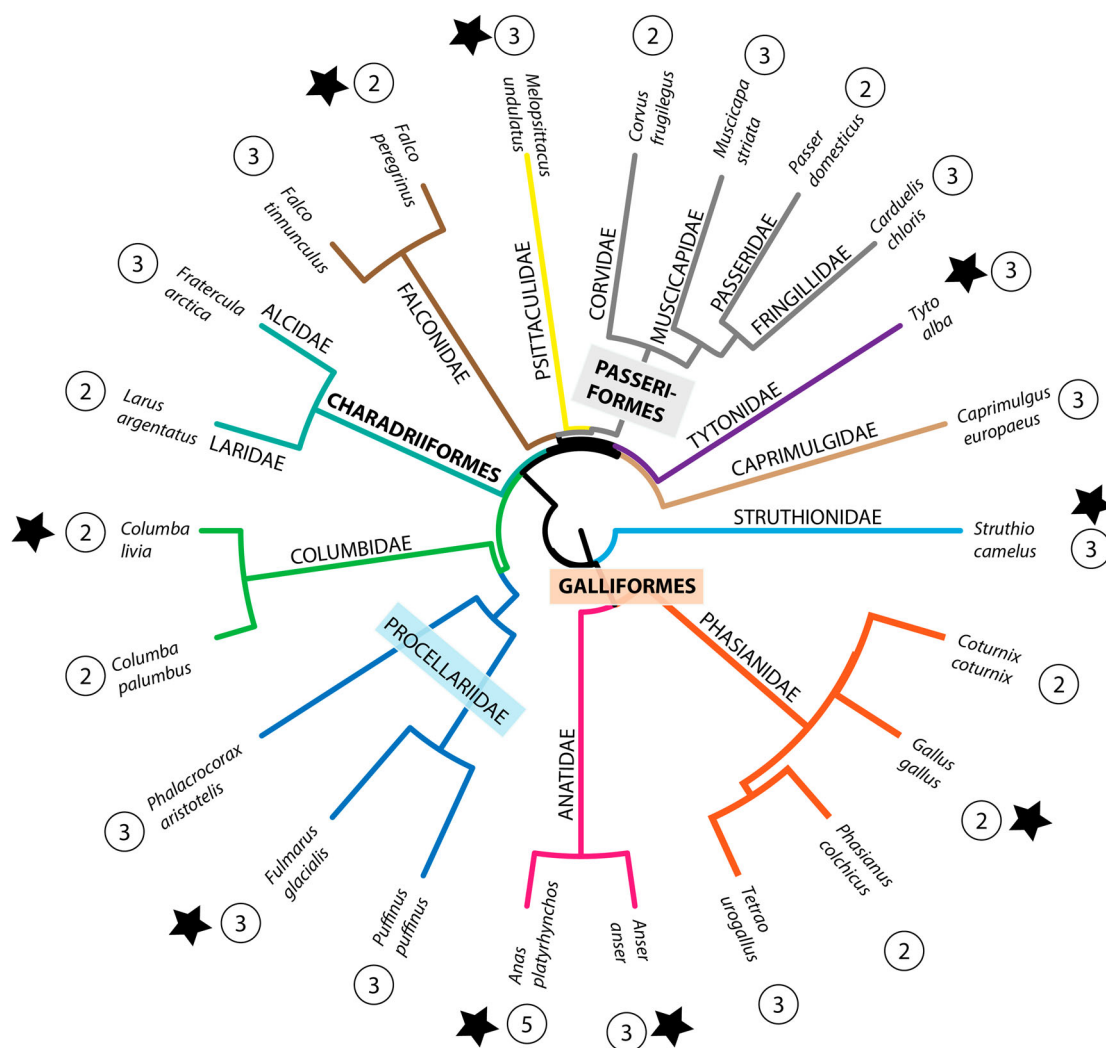 3
Melopsittacus
undulatus
2
Corvus
frugilegus
3
Muscicapa
striata
2
Passer
domesticus
3
Carduelis
chloris
3
Tyto
alba
3
Caprimulgus
europaeus
Struthio
camelus
3
Coturnix
coturnix
2
Gallus
gallus
2
Phasianus
colchicus
2
Tetrao
urogallus
3
Anser
anser
3
Anas
platyrhynchos
5
Puffinus
puffinus
3
Fulmarus
glacialis
3
Phalacrocorax
aristotelis
3
Columba
palumbus
2
Columba
livia
2
Larus
argentatus
2
Fratercula
arctica
3
Falco
tinnunculus
3
Falco
peregrinus
2
PSITTACULIDAE
CORVIDAE
MUSCICAPIDAE
PASSERIDAE
FRINGILLIDAE
PASSERI-
FORMES
TYTONIDAE
CAPRIMULGIDAE
STRUTHIONIDAE
GALLIFORMES
PHASIANIDAE
ANATIDAE
PROCELLARIIDAE
COLUMBIDAE
LARIDAE
ALCIDAE
CHARADRIIFORMES
FALCONIDAE